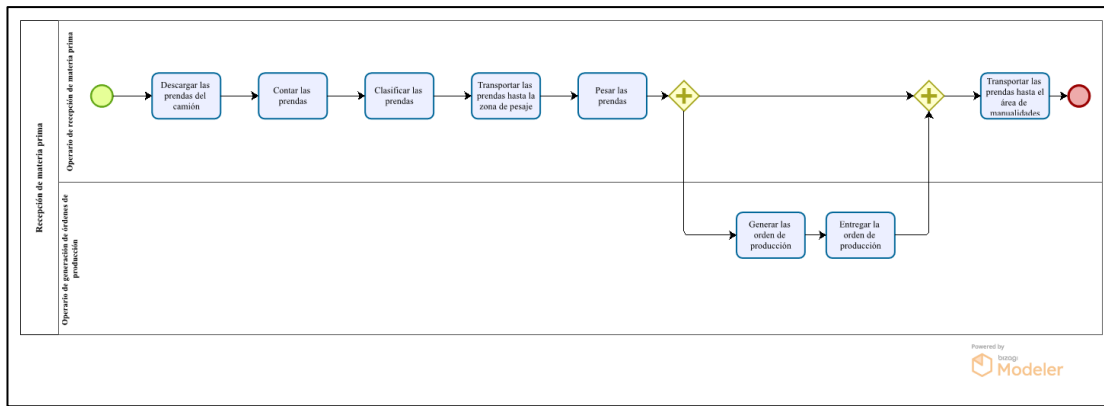 Recepción de materia prima
Operario de recepción de materia prima
Descargar las
prendas del
camión
Contar las
prendas
Clasificar las
prendas
Transportar las
prendas hasta la
zona de pesaje
Pesar las
prendas
Transportar las
prendas hasta el
área de
manualidades
Operario de generación de órdenes de
producción
Generar las
orden de
producción
Entregar la
orden de
producción
Powered by
bizagi
Modeler